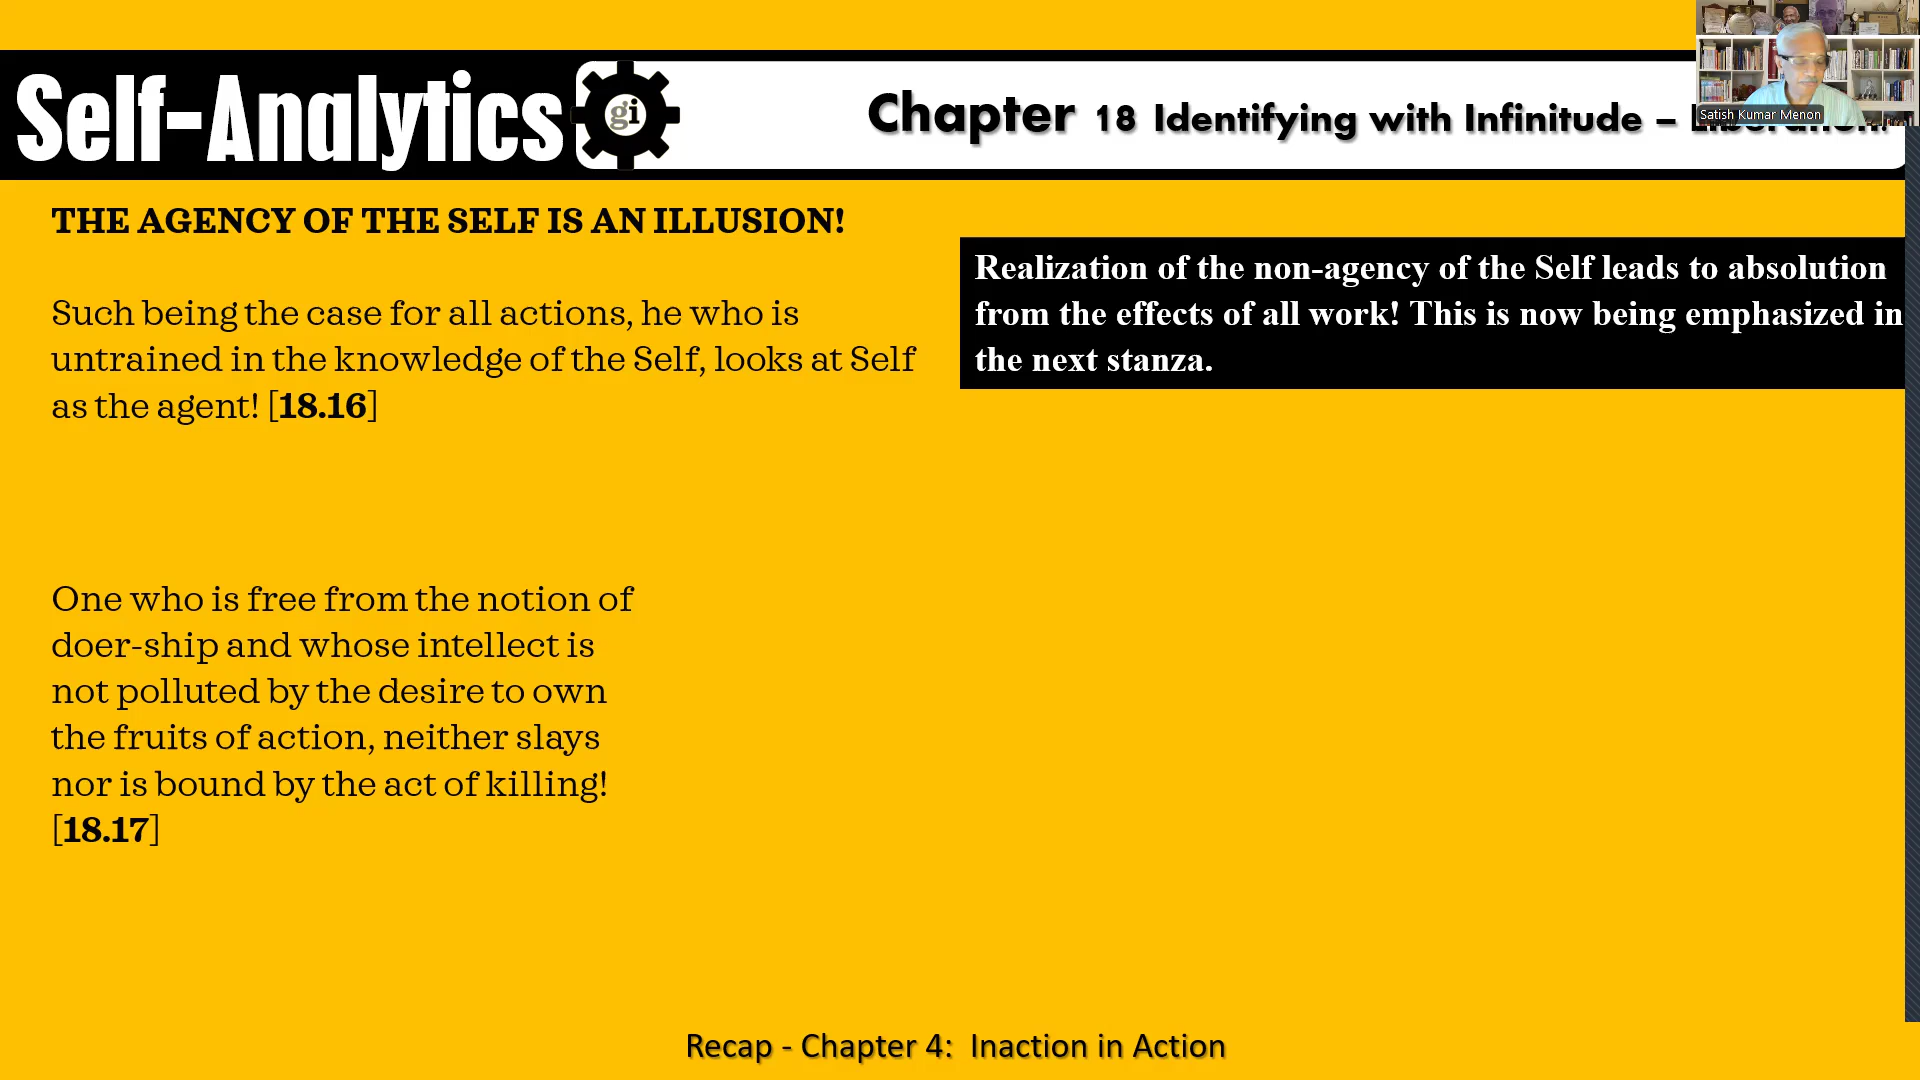 Self-Analytics gi
Chapter 18 Identifying with Infinitude –
Satish Kumar Menon
THE AGENCY OF THE SELF IS AN ILLUSION!
Such being the case for all actions, he who is
untrained in the knowledge of the Self, looks at Self
as the agent! [18.16]
Realization of the non-agency of the Self leads to absolution
from the effects of all work! This is now being emphasized in
the next stanza.
One who is free from the notion of
doer-ship and whose intellect is
not polluted by the desire to own
the fruits of action, neither slays
nor is bound by the act of killing!
[18.17]
Recap - Chapter 4: Inaction in Action